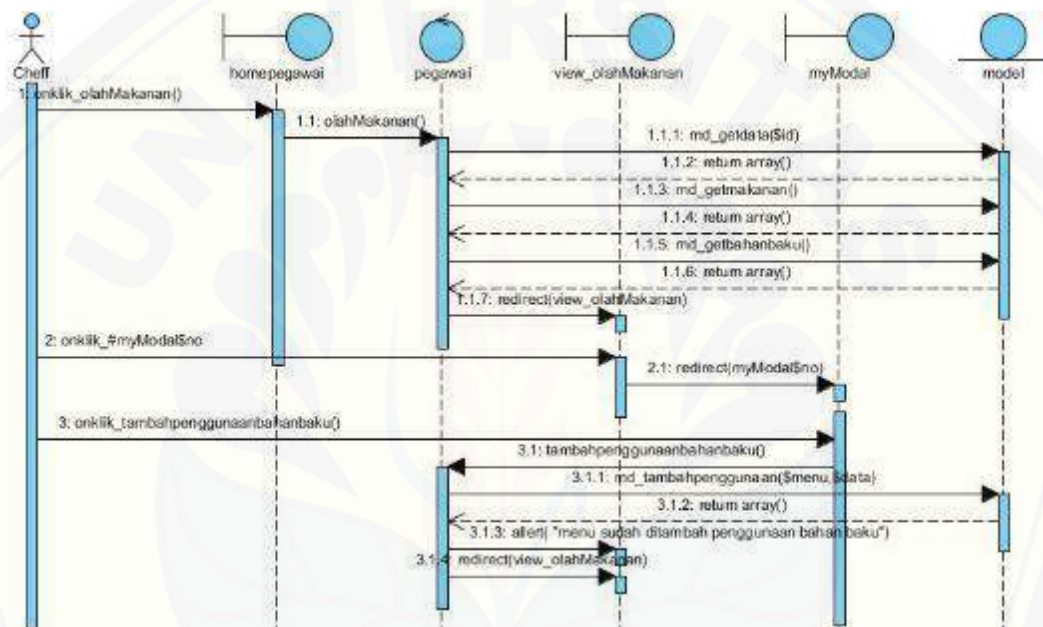 Cheff
homepegawai
pegawai
view_olahMakanan
myModal
model
1: onklik_olahMakanan()
1.1: olahMakanan()
1.1.1: md_getdata($id)
1.1.2: return array()
1.1.3: md_getmakanan()
1.1.4: return array()
1.1.5: md_getbahanbaku()
1.1.6: return array()
1.1.7: redirect(view_olahMakanan)
2: onklik_#myModal$no
2.1: redirect(myModal$no)
3: onklik_tambahpenggunaanbahanbaku()
3.1: tambahpenggunaanbahanbaku()
3.1.1: md_tambahpenggunaan($menu,$data)
3.1.2: return array()
3.1.3: allert( "menu sudah ditambah penggunaan bahan baku")
3.1.4: redirect(view_olahMakanan)
UNIVERSITAS